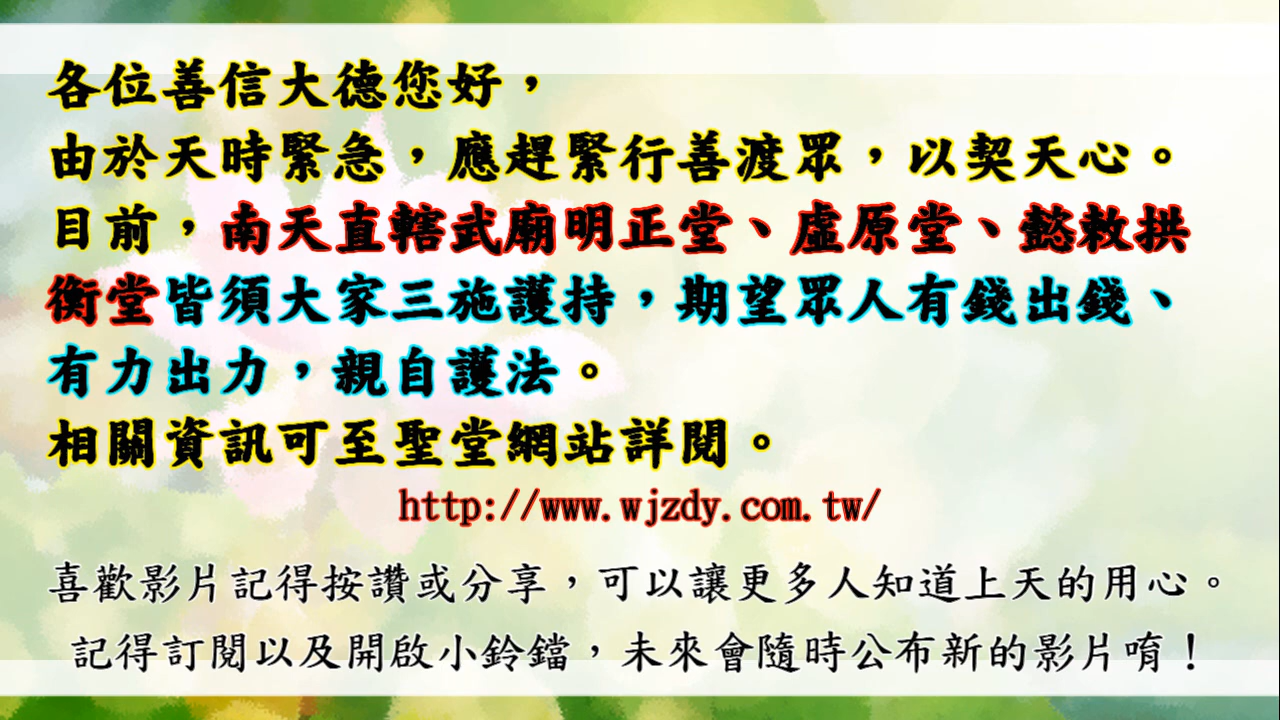 各位善信大德您好，
由於天時緊急，應趕緊行善渡眾，以契天心。
目前，南天直轄武廟明正堂、虛原堂、懿敕拱
衡堂皆須大家三施護持，期望眾人有錢出錢、
有力出力，親自護法。
相關資訊可至聖堂網站詳閱。
http://www.wjzdy.com.tw/
喜歡影片記得按讚或分享，可以讓更多人知道上天的用心。
記得訂閱以及開啟小鈴鐺，未來會隨時公布新的影片唷！